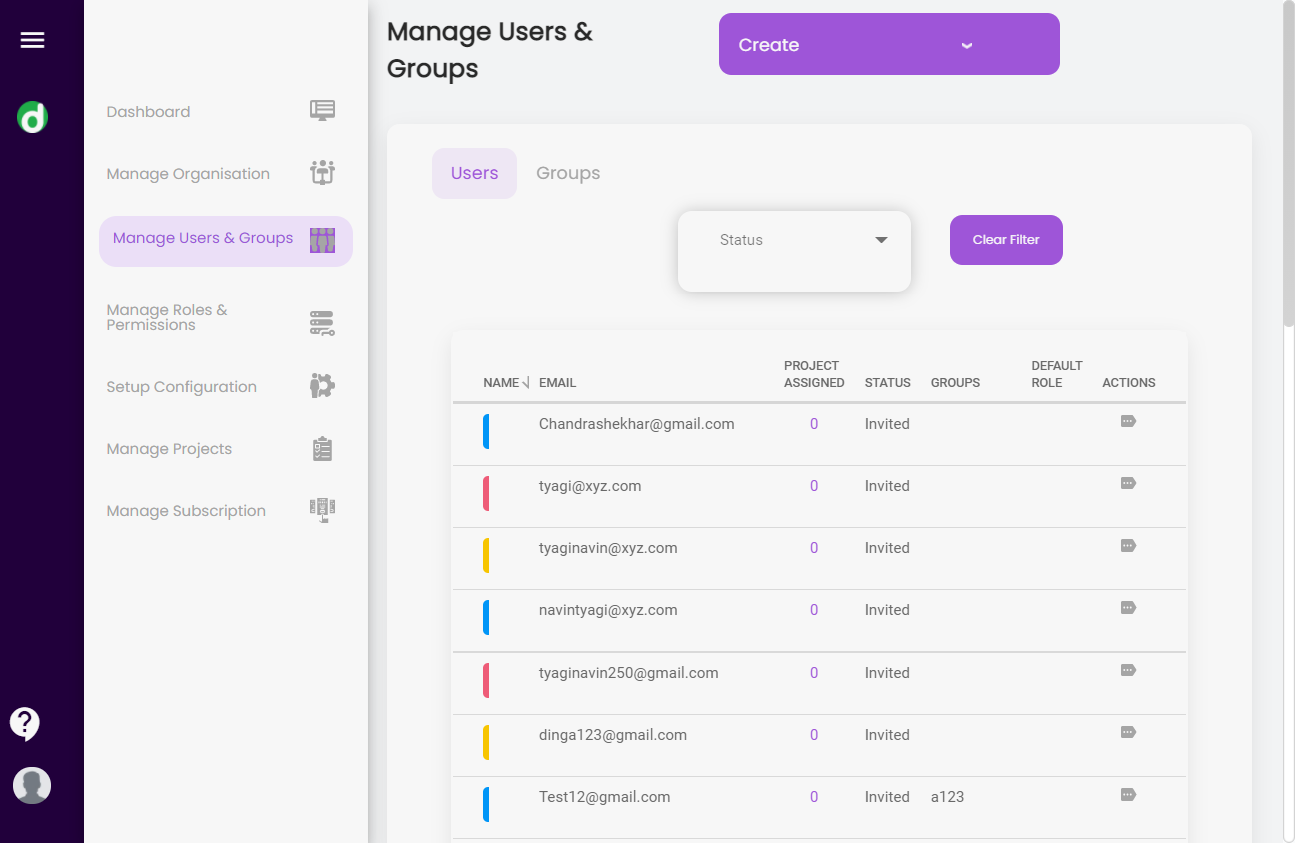 Manage Users &
Groups
Create
d
Dashboard
Manage Organisation
Manage Users & Groups
Manage Roles &
Permissions
Setup Configuration
Manage Projects
Manage Subscription
?
Users
Groups
Status
Clear Filter
NAME EMAIL PROJECT ASSIGNED STATUS GROUPS DEFAULT ROLE ACTIONS
Chandrashekhar@gmail.com 0 Invited
tyagi@xyz.com 0 Invited
tyaginavin@xyz.com 0 Invited
navintyagi@xyz.com 0 Invited
tyaginavin250@gmail.com 0 Invited
dinga123@gmail.com 0 Invited
Test12@gmail.com 0 Invited a123